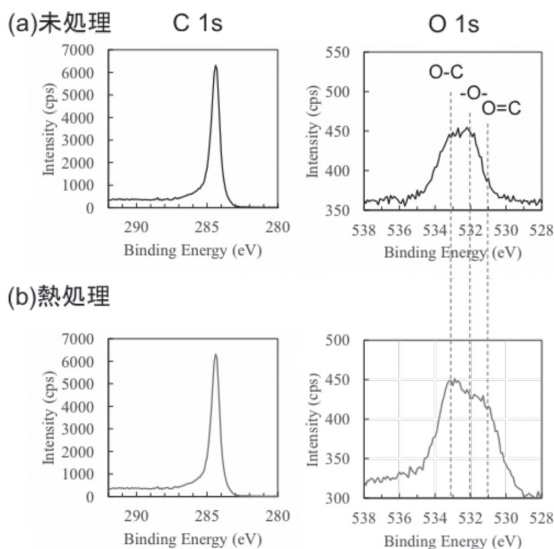 (a)未処理
C 1s
O 1s
7000
6000
5000
4000
3000
2000
1000
0
Intensity (cps)
290 285 280
Binding Energy (eV)
550
500
450
400
350
Intensity (cps)
O-C
-O-
O=C
538 536 534 532 530 528
Binding Energy (eV)
(b)熱処理
7000
6000
5000
4000
3000
2000
1000
0
Intensity (cps)
290 285 280
Binding Energy (eV)
500
450
400
350
300
Intensity (cps)
538 536 534 532 530 528
Binding Energy (eV)